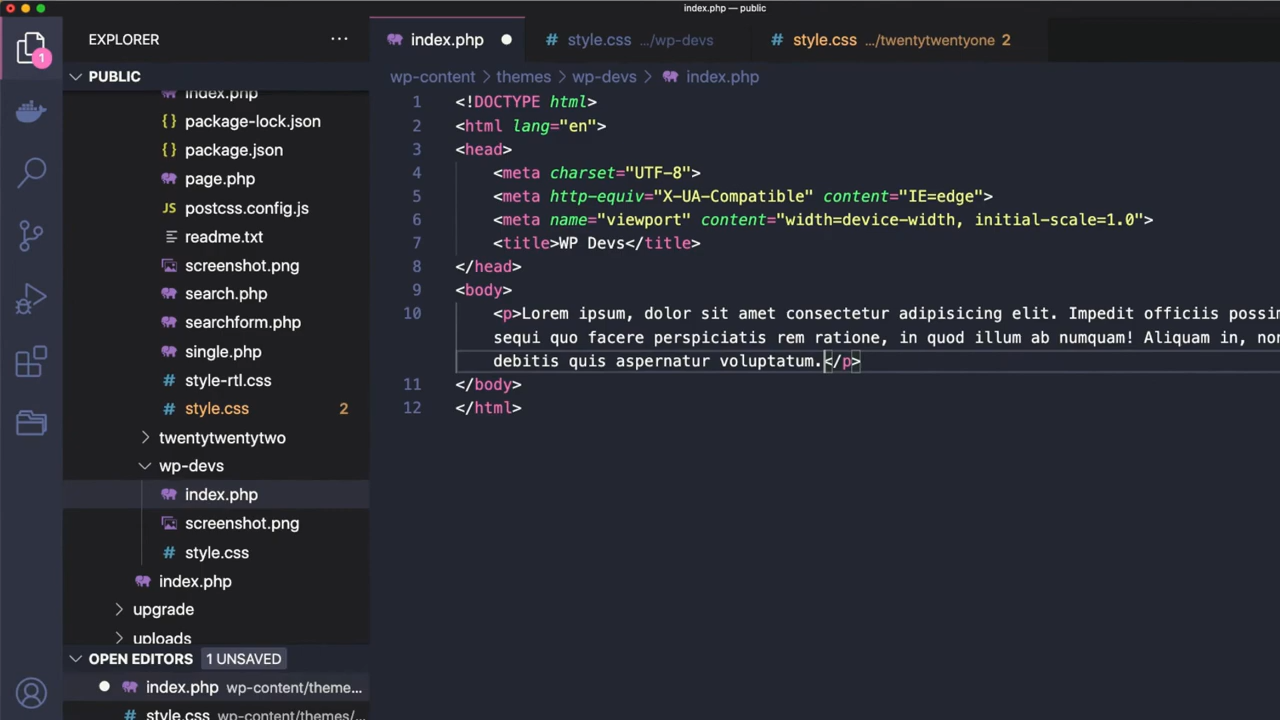 index.php — public
EXPLORER
index.php
style.css .../wp-devs
style.css .../twentytwentyone 2
1
PUBLIC
wp-content > themes > wp-devs > index.php
index.php
{} package-lock.json
{} package.json
page.php
JS postcss.config.js
readme.txt
screenshot.png
search.php
searchform.php
single.php
style-rtl.css
style.css 2
twentytwentytwo
wp-devs
index.php
screenshot.png
style.css
index.php
upgrade
uploads
OPEN EDITORS 1 UNSAVED
index.php wp-content/theme...
style.css wp-content/themes/...
1 <!DOCTYPE html>
2 <html lang="en">
3 <head>
4 <meta charset="UTF-8">
5 <meta http-equiv="X-UA-Compatible" content="IE=edge">
6 <meta name="viewport" content="width=device-width, initial-scale=1.0">
7 <title>WP Devs</title>
8 </head>
9 <body>
10 <p>Lorem ipsum, dolor sit amet consectetur adipisicing elit. Impedit officiis possim
sequi quo facere perspiciatis rem ratione, in quod illum ab numquam! Aliquam in, non
debitis quis aspernatur voluptatum.</p>
11 </body>
12 </html>